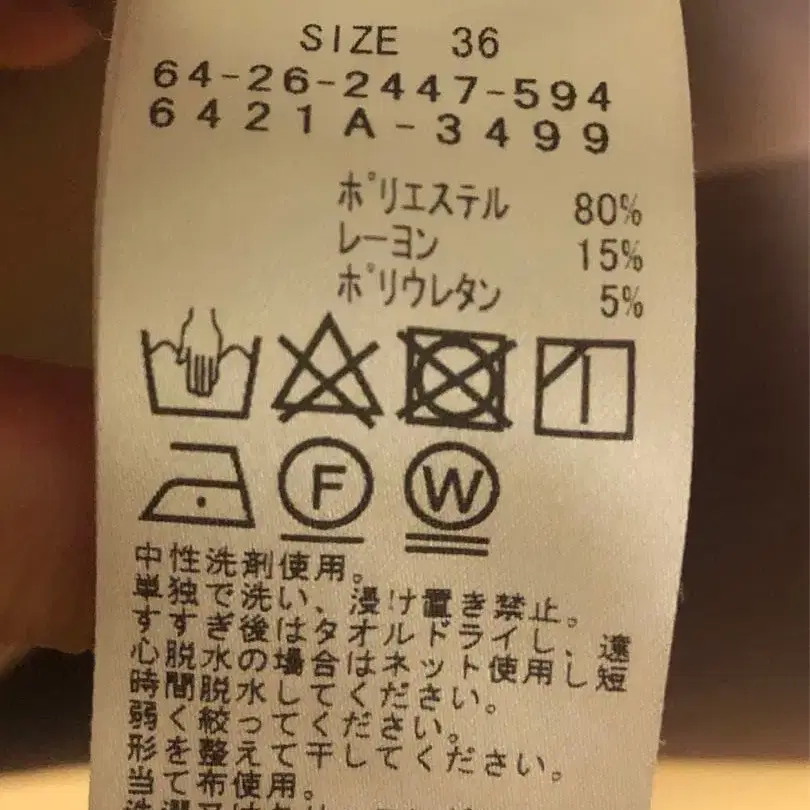 SIZE 36
64-26-2447-594
6421A-3499
ポリエステル 80%
レーヨン 15%
ポリウレタン 5%
F
W
中性洗剤使用。
単独で洗い、浸け置き禁止。
すすぎ後はタオルドライし、遠
心脱水の場合はネット使用し短
時間脱水してください。
弱く絞ってください。
形を整えて干してください。
当て布使用。